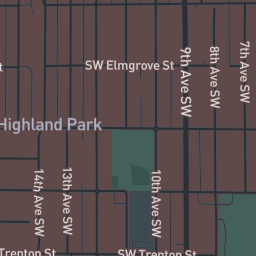 SW Elmgrove St
9th Ave SW
8th Ave SW
7th Ave SW
Highland Park
14th Ave SW
13th Ave SW
10th Ave SW
Trenton St
SW Trenton St